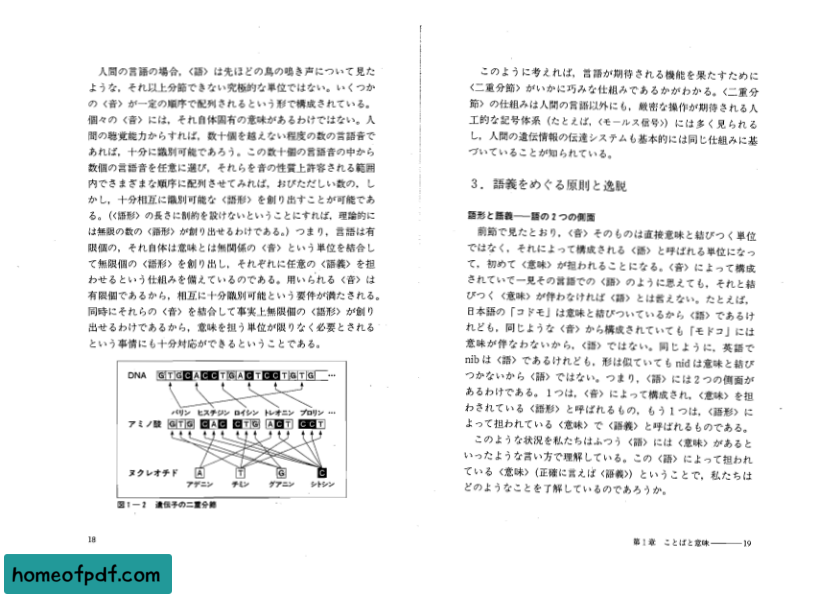 人間の言語の場合，〈語〉は先ほどの鳥の鳴き声について見た
ような，それ以上分節できない究極的な単位ではない。いくつか
の〈音〉が一定の順序で配列されるという形で構成されている。
個々の〈音〉には，それ自体固有の意味があるわけではない。人
間の聴覚能力からすれば，数十個を越えない程度の数の言語音で
あれば，十分に識別可能であろう。この数十個の言語音の中から
数個の言語音を任意に選び，それらを音の性質上許容される範囲
内でさまざまな順序に配列させてみれば，おびただしい数の，し
かし，十分相互に識別可能な〈語形〉を創り出すことが可能であ
る。（〈語形〉の長さに制約を設けないということにすれば，理論的に
は無限の数の〈語形〉が創り出せるわけである。）つまり，言語は有
限個の，それ自体は意味とは無関係の〈音〉という単位を結合し
て無限個の〈語形〉を創り出し，それぞれに任意の〈語義〉を担
わせるという仕組みを備えているのである。用いられる〈音〉は
有限個であるから，相互に十分識別可能という要件が満たされる。
同時にそれらの〈音〉を結合して事実上無限個の〈語形〉が創り
出せるわけであるから，意味を担う単位が限りなく必要とされる
という事情にも十分対応ができるということである。
DNA GTGCACCTGACTCCTGTG …
バリン ヒスチジン ロイシン トレオニン プロリン …
アミノ酸 GTG CAC CTG ACT CCT
ヌクレオチド A T G C
アデニン チミン グアニン シトシン
図1―2 遺伝子の二重分節
18
このように考えれば，言語が期待される機能を果たすために
〈二重分節〉がいかに巧みな仕組みであるかがわかる。〈二重分
節〉の仕組みは人間の言語以外にも，厳密な操作が期待される人
工的な記号体系（たとえば，〈モールス信号〉）には多く見られる
し，人間の遺伝情報の伝達システムも基本的には同じ仕組みに基
づいていることが知られている。
3．語義をめぐる原則と逸脱
語形と語義――語の2つの側面
前節で見たとおり，〈音〉そのものは直接意味と結びつく単位
ではなく，それによって構成される〈語〉と呼ばれる単位になっ
て，初めて〈意味〉が担われることになる。〈音〉によって構成
されていて一見その言語での〈語〉のように思えても，それと結
びつく〈意味〉が伴わなければ〈語〉とは言えない。たとえば，
日本語の「コドモ」は意味と結びついているから〈語〉であるけ
れども，同じような〈音〉から構成されていても「モドコ」には
意味が伴なわないから，〈語〉ではない。同じように，英語で
nibは〈語〉であるけれども，形は似ていてもnidは意味と結び
つかないから〈語〉ではない。つまり，〈語〉には2つの側面が
あるわけである。1つは，〈音〉によって構成され，〈意味〉を担
わされている〈語形〉と呼ばれるもの，もう1つは，〈語形〉に
よって担われている〈意味〉で〈語義〉と呼ばれるものである。
このような状況を私たちはふつう〈語〉には〈意味〉があると
いったような言い方で理解している。この〈語〉によって担われ
ている〈意味〉（正確に言えば〈語義〉）ということで，私たちは
どのようなことを了解しているのであろうか。
第1章 ことばと意味――19
homeofpdf.com